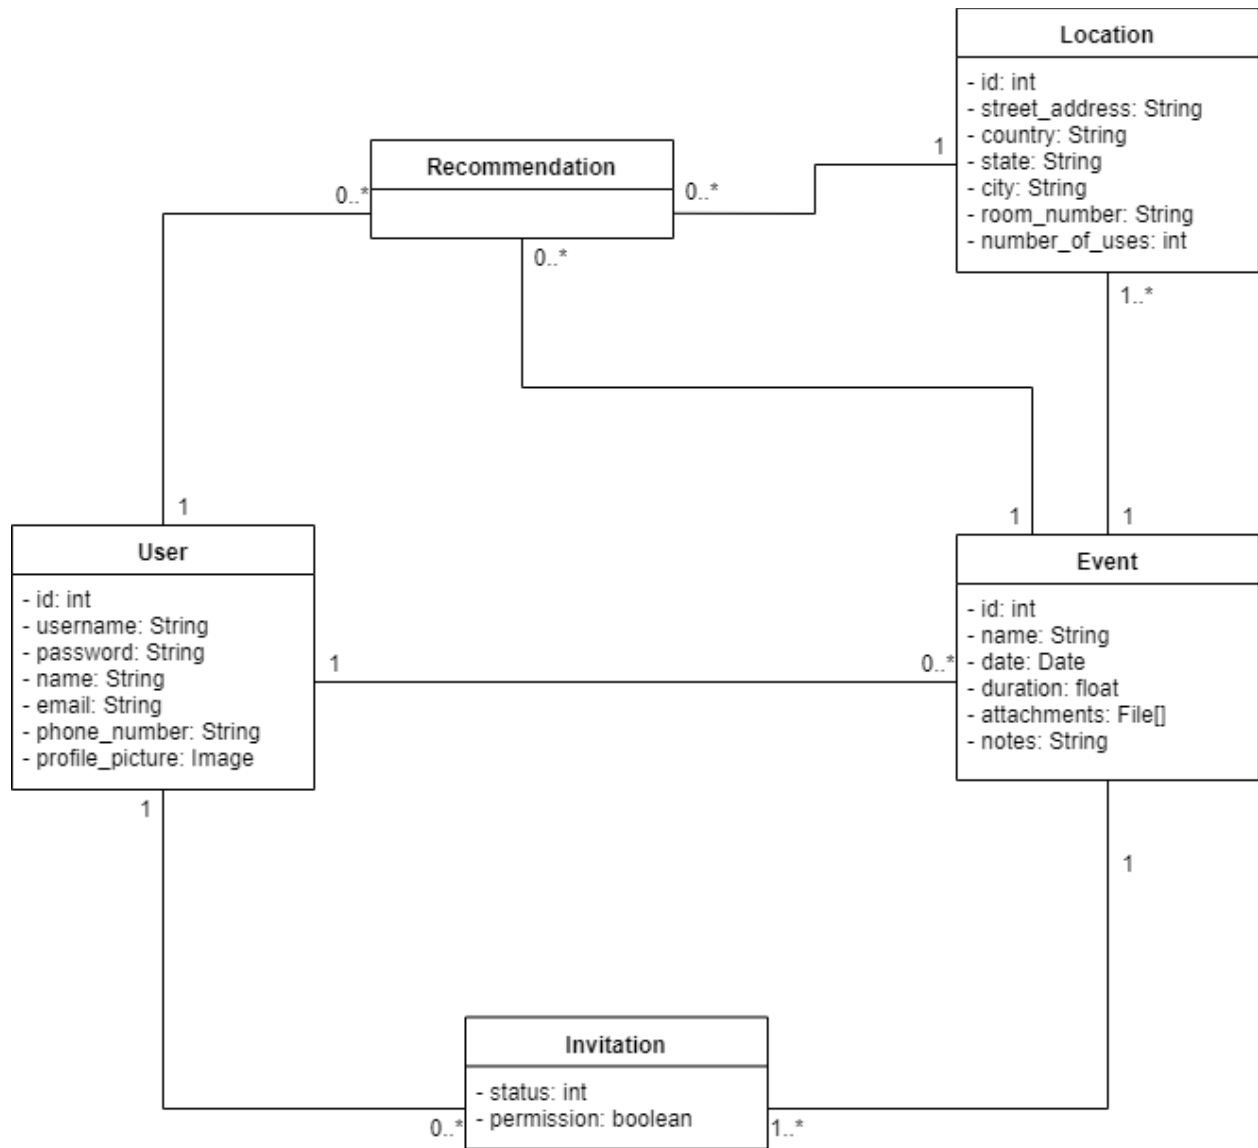 Location
- id: int
- street_address: String
- country: String
- state: String
- city: String
- room_number: String
- number_of_uses: int
1
1..*
Recommendation
0..*
0..*
0..*
1
User
- id: int
- username: String
- password: String
- name: String
- email: String
- phone_number: String
- profile_picture: Image
1
1
0..*
1
1
Event
- id: int
- name: String
- date: Date
- duration: float
- attachments: File[]
- notes: String
1
Invitation
- status: int
- permission: boolean
0..*
1..*